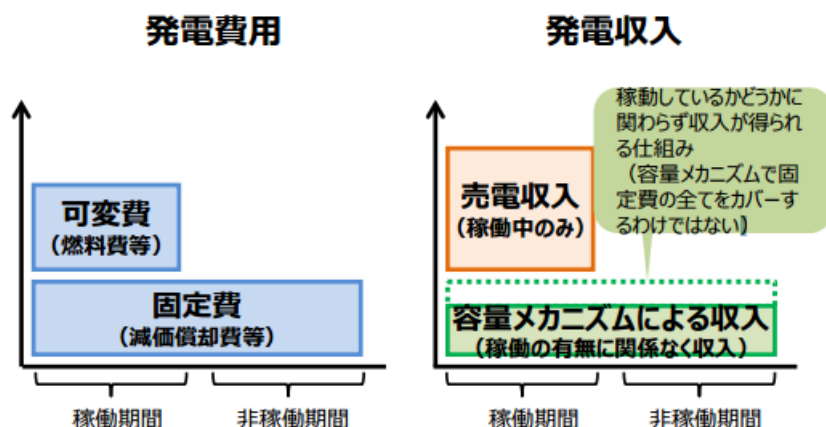 発電費用
可変費
（燃料費等）
固定費
（減価償却費等）
稼働期間
非稼働期間
発電収入
稼働しているかどうかに
関わらず収入が得られ
る仕組み
（容量メカニズムで固
定費の全てをカバーす
るわけではない）
売電収入
（稼働中のみ）
容量メカニズムによる収入
（稼働の有無に関係なく収入）
稼働期間
非稼働期間